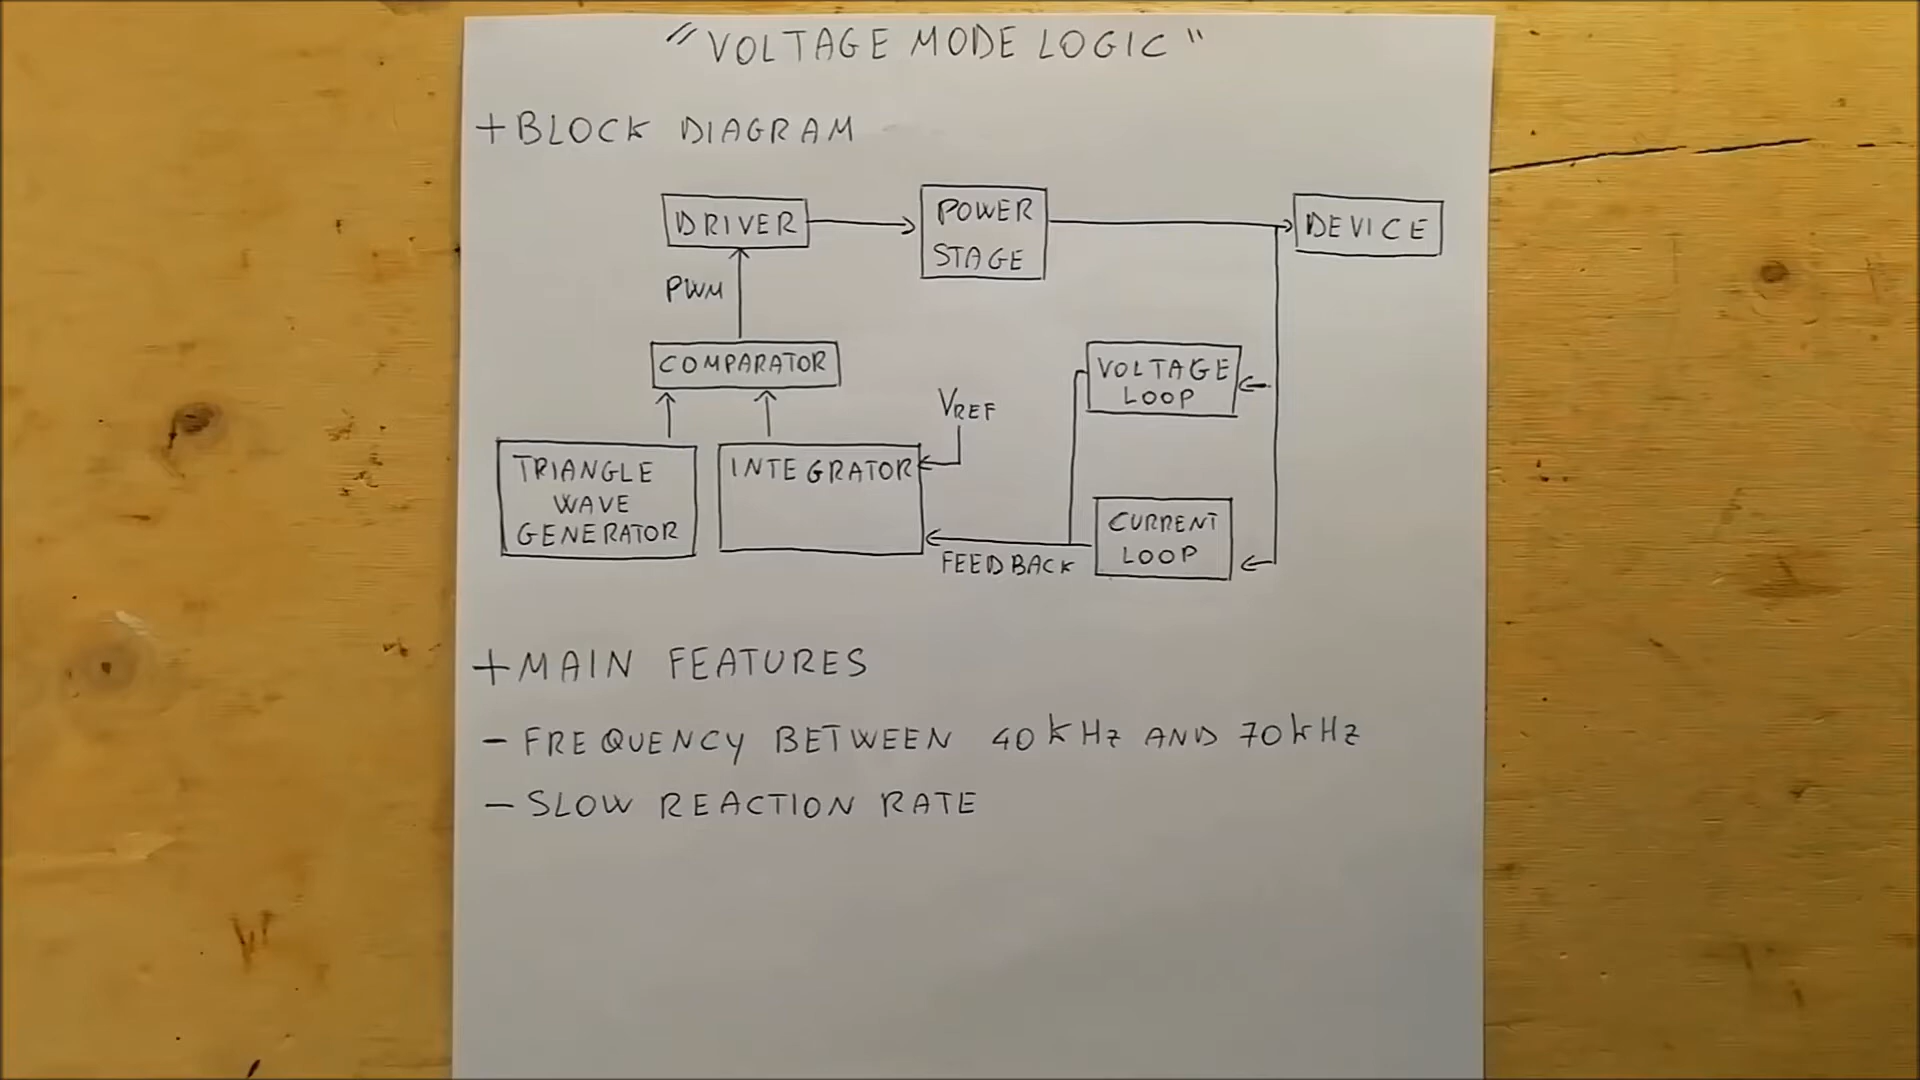 "VOLTAGE MODE LOGIC"
+ BLOCK DIAGRAM
DRIVER
POWER
STAGE
DEVICE
PWM
COMPARATOR
VOLTAGE
LOOP
VREF
TRIANGLE
WAVE
GENERATOR
INTEGRATOR
CURRENT
LOOP
FEEDBACK
+ MAIN FEATURES
- FREQUENCY BETWEEN 40kHz AND 70kHz
- SLOW REACTION RATE